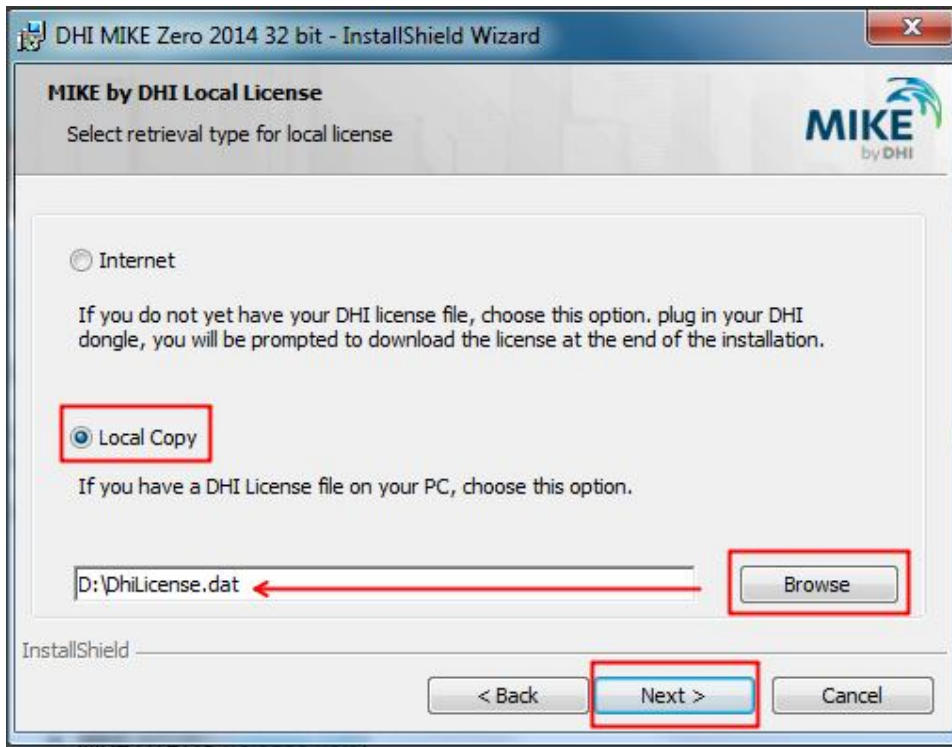 DHI MIKE Zero 2014 32 bit - InstallShield Wizard
X
MIKE by DHI Local License
Select retrieval type for local license
MIKE
by DHI
Internet
If you do not yet have your DHI license file, choose this option. plug in your DHI
dongle, you will be prompted to download the license at the end of the installation.
Local Copy
If you have a DHI License file on your PC, choose this option.
D:\DhiLicense.dat
Browse
InstallShield
< Back
Next >
Cancel